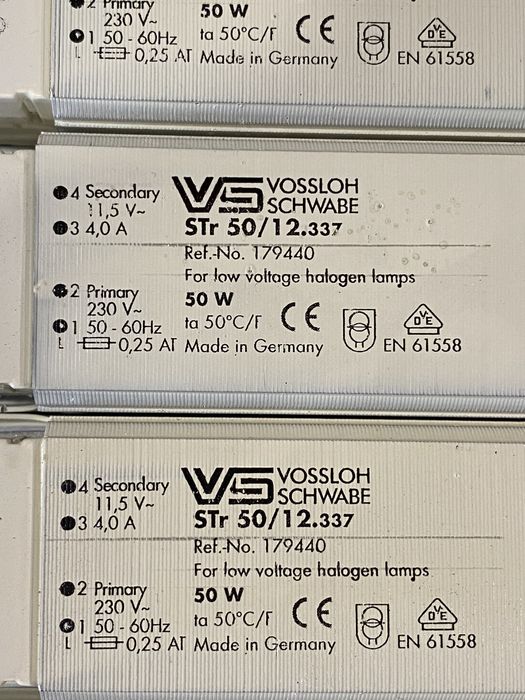 2 Primary 50 W
230 V~
1 50 - 60Hz ta 50°C/F CE
L 0,25 AT Made in Germany EN 61558
VDE
VS VOSSLOH
SCHWABE
4 Secondary
11,5 V~
3 4,0 A STr 50/12.337
Ref.-No. 179440
For low voltage halogen lamps
2 Primary 50 W
230 V~
1 50 - 60Hz ta 50°C/F CE
L 0,25 AT Made in Germany EN 61558
VDE
VS VOSSLOH
SCHWABE
4 Secondary
11,5 V~
3 4,0 A STr 50/12.337
Ref.-No. 179440
For low voltage halogen lamps
2 Primary 50 W
230 V~
1 50 - 60Hz ta 50°C/F CE
L 0,25 AT Made in Germany EN 61558
VDE